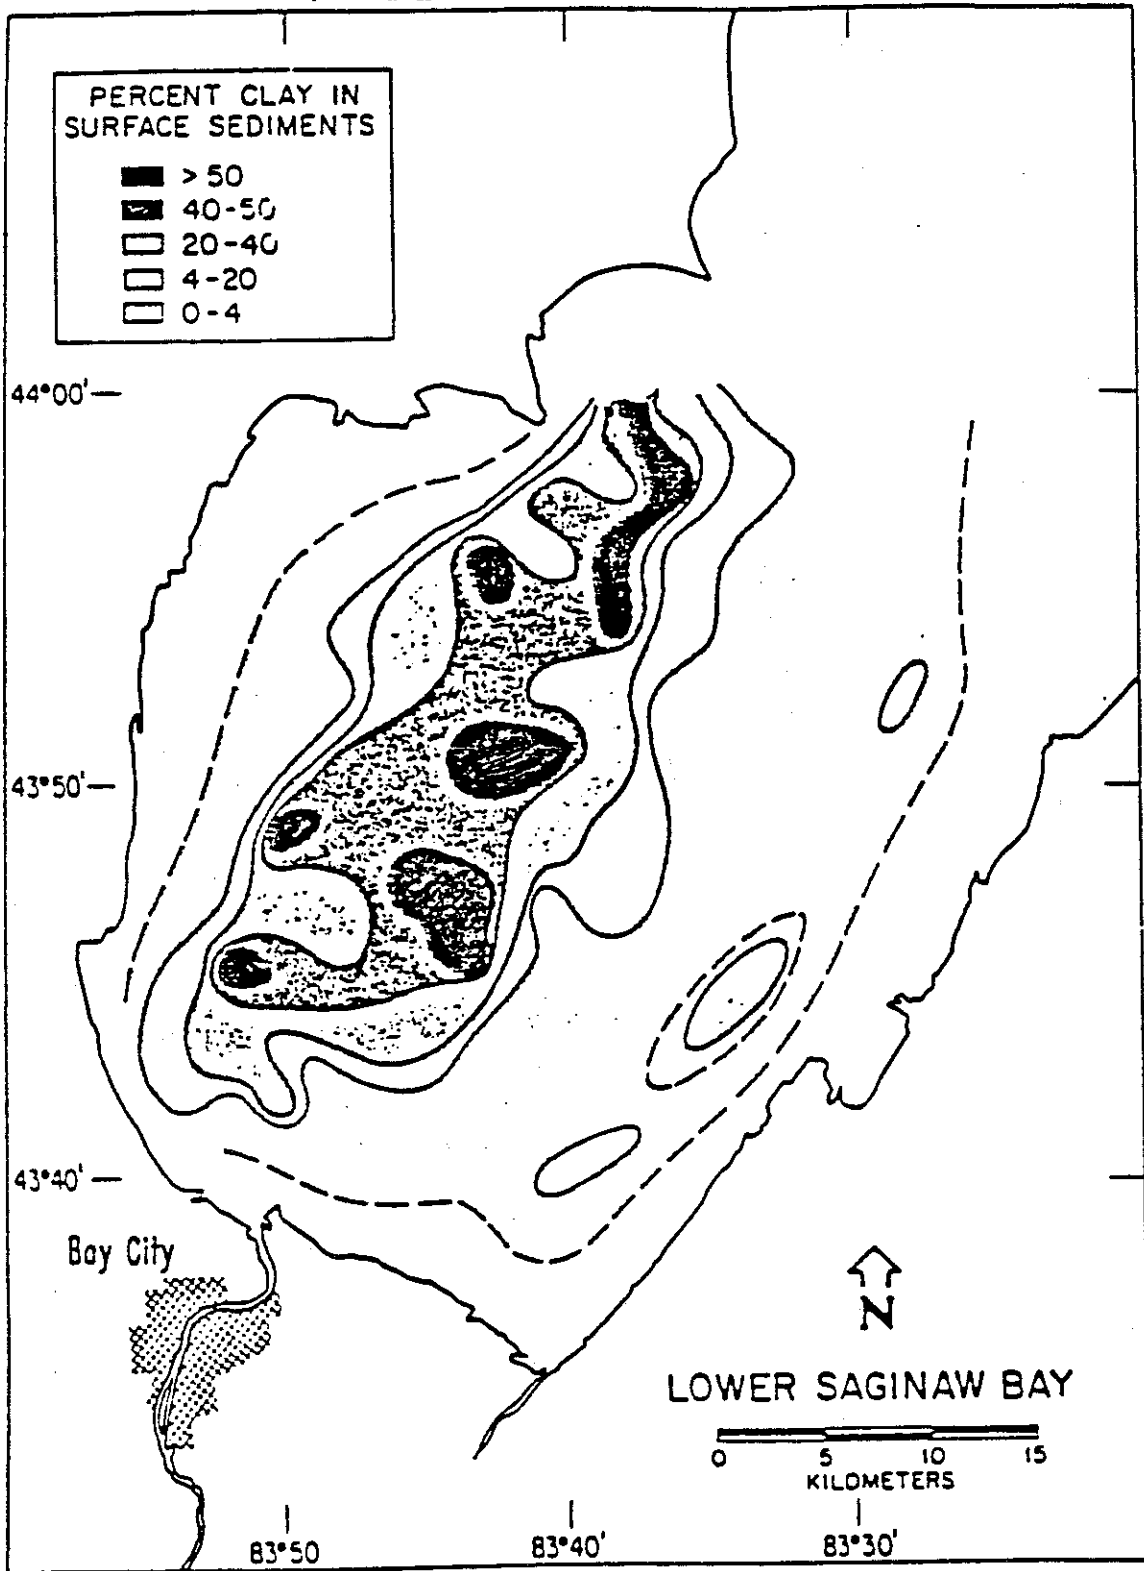 PERCENT CLAY IN
SURFACE SEDIMENTS
> 50
40-50
20-40
4-20
0-4
44°00'
43°50'
43°40'
Bay City
N
LOWER SAGINAW BAY
0 5 10 15
KILOMETERS
83°50
83°40'
83°30'